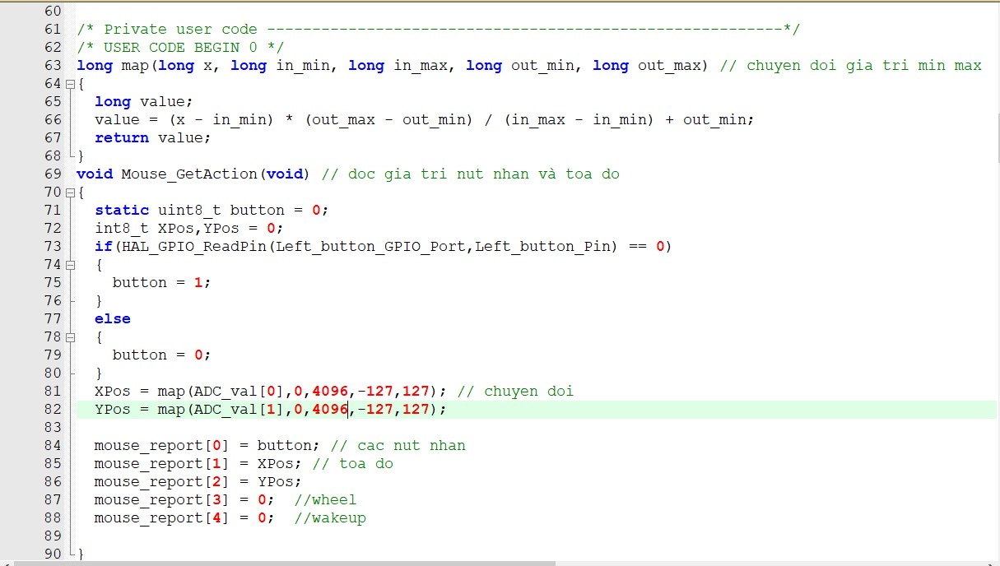 60
61 /* Private user code ---------------------------------------------------------*/
62 /* USER CODE BEGIN 0 */
63 long map(long x, long in_min, long in_max, long out_min, long out_max) // chuyen doi gia tri min max
64 {
65   long value;
66   value = (x - in_min) * (out_max - out_min) / (in_max - in_min) + out_min;
67   return value;
68 }
69 void Mouse_GetAction(void) // doc gia tri nut nhan và toa do
70 {
71   static uint8_t button = 0;
72   int8_t XPos,YPos = 0;
73   if(HAL_GPIO_ReadPin(Left_button_GPIO_Port,Left_button_Pin) == 0)
74   {
75     button = 1;
76   }
77   else
78   {
79     button = 0;
80   }
81   XPos = map(ADC_val[0],0,4096,-127,127); // chuyen doi
82   YPos = map(ADC_val[1],0,4096,-127,127);
83
84   mouse_report[0] = button; // cac nut nhan
85   mouse_report[1] = XPos; // toa do
86   mouse_report[2] = YPos;
87   mouse_report[3] = 0;  //wheel
88   mouse_report[4] = 0;  //wakeup
89
90 }